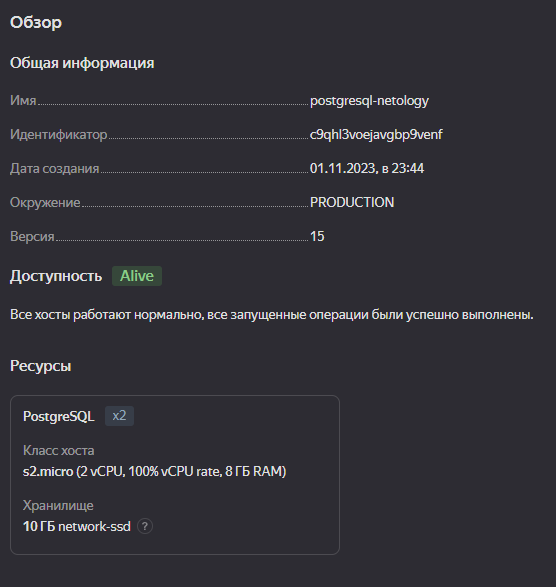 Обзор
Общая информация
Имя postgresql-netology
Идентификатор c9qhl3voejavgbp9venf
Дата создания 01.11.2023, в 23:44
Окружение PRODUCTION
Версия 15
Доступность Alive
Все хосты работают нормально, все запущенные операции были успешно выполнены.
Ресурсы
PostgreSQL x2
Класс хоста
s2.micro (2 vCPU, 100% vCPU rate, 8 ГБ RAM)
Хранилище
10 ГБ network-ssd ?